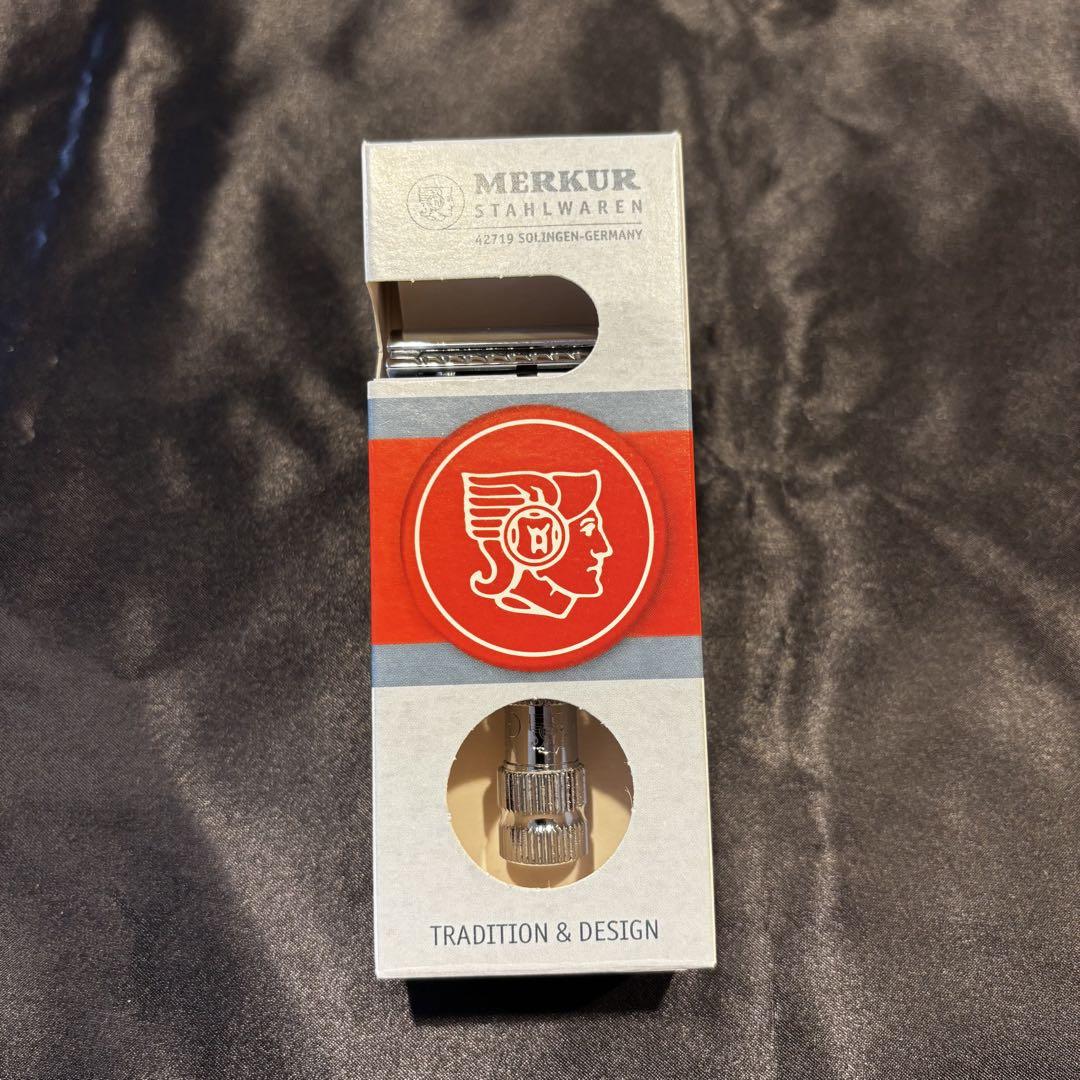 MERKUR
STAHLWAREN
42719 SOLINGEN-GERMANY
TRADITION & DESIGN